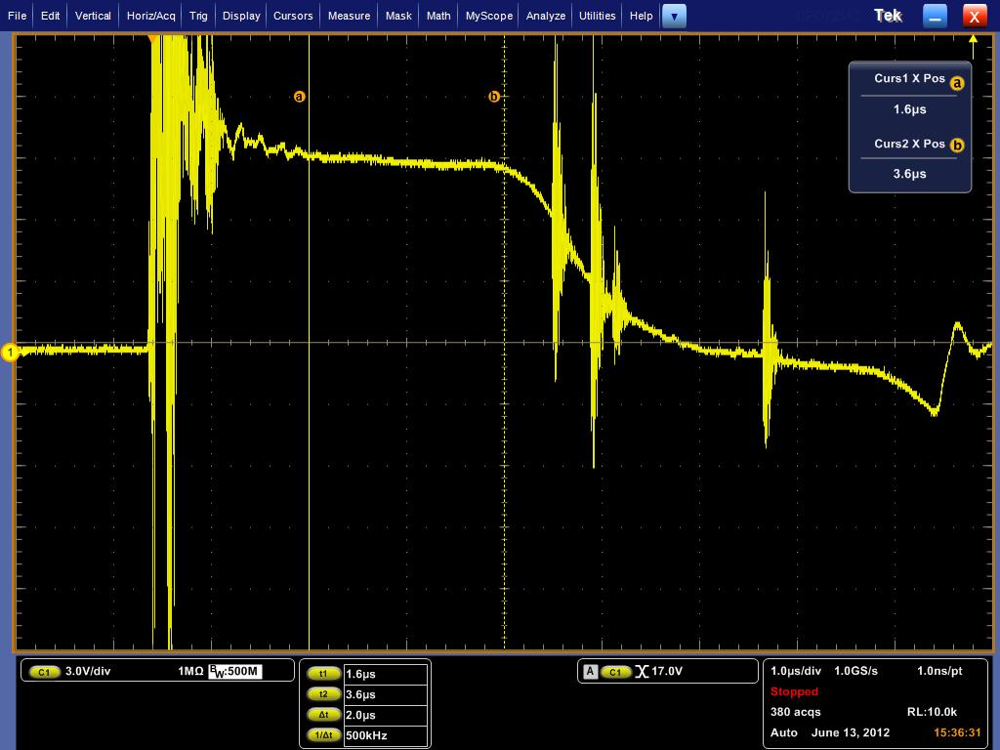 File Edit Vertical Horiz/Acq Trig Display Cursors Measure Mask Math MyScope Analyze Utilities Help Tek X
a b
Curs1 X Pos a
1.6µs
Curs2 X Pos b
3.6µs
1
C1 3.0V/div 1MΩ BW:500M
t1 1.6µs
t2 3.6µs
Δt 2.0µs
1/Δt 500kHz
A C1 17.0V
1.0µs/div 1.0GS/s 1.0ns/pt
Stopped
380 acqs RL:10.0k
Auto June 13, 2012 15:36:31